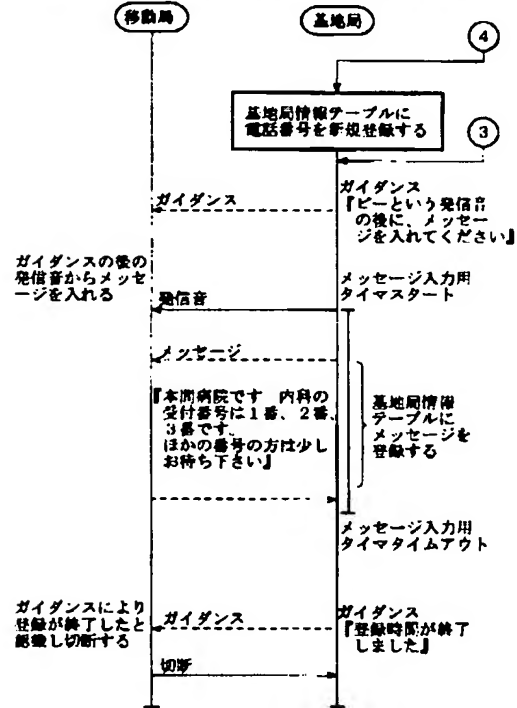 移動局
基地局
4
基地局情報テーブルに
電話番号を新規登録する
3
ガイダンス
ガイダンス
『ピーという発信音
の後に、メッセー
ジを入れてください』
ガイダンスの後の
発信音からメッセ
ージを入れる
メッセージ入力用
タイマスタート
発信音
メッセージ
『本間病院です 内科の
受付番号は1番、2番、
3番です。
ほかの番号の方は少し
お待ち下さい』
基地局情報
テーブルに
メッセージを
登録する
メッセージ入力用
タイマタイムアウト
ガイダンスにより
登録が終了したと
認識し切断する
ガイダンス
ガイダンス
『登録時間が終了
しました』
切断